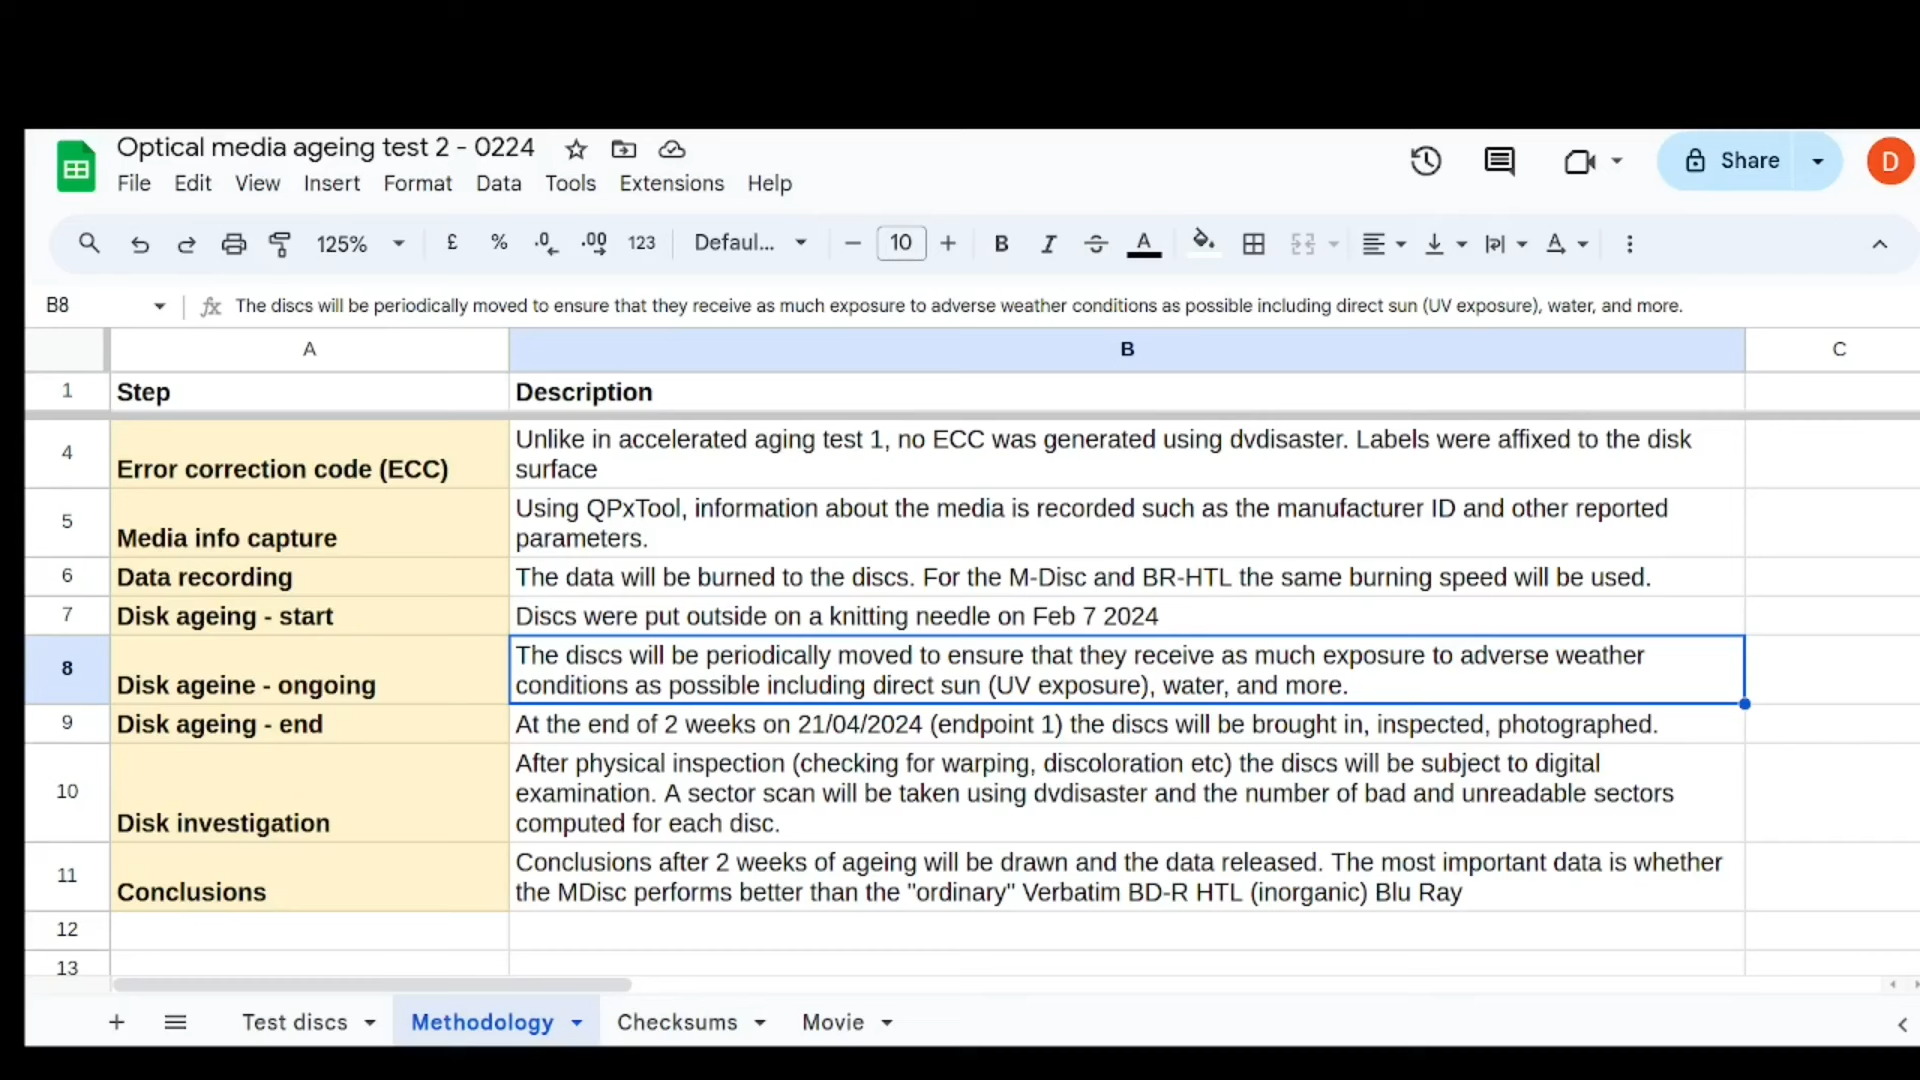 Optical media ageing test 2 - 0224
File Edit View Insert Format Data Tools Extensions Help
Share
D
125% £ % .0 .00 123 Defaul... 10 B I A A
B8 fx The discs will be periodically moved to ensure that they receive as much exposure to adverse weather conditions as possible including direct sun (UV exposure), water, and more.
A B C
1 Step Description
4 Error correction code (ECC) Unlike in accelerated aging test 1, no ECC was generated using dvdisaster. Labels were affixed to the disk
surface
5 Media info capture Using QPxTool, information about the media is recorded such as the manufacturer ID and other reported
parameters.
6 Data recording The data will be burned to the discs. For the M-Disc and BR-HTL the same burning speed will be used.
7 Disk ageing - start Discs were put outside on a knitting needle on Feb 7 2024
8 Disk ageine - ongoing The discs will be periodically moved to ensure that they receive as much exposure to adverse weather
conditions as possible including direct sun (UV exposure), water, and more.
9 Disk ageing - end At the end of 2 weeks on 21/04/2024 (endpoint 1) the discs will be brought in, inspected, photographed.
10 Disk investigation After physical inspection (checking for warping, discoloration etc) the discs will be subject to digital
examination. A sector scan will be taken using dvdisaster and the number of bad and unreadable sectors
computed for each disc.
11 Conclusions Conclusions after 2 weeks of ageing will be drawn and the data released. The most important data is whether
the MDisc performs better than the "ordinary" Verbatim BD-R HTL (inorganic) Blu Ray
12
13
Test discs Methodology Checksums Movie